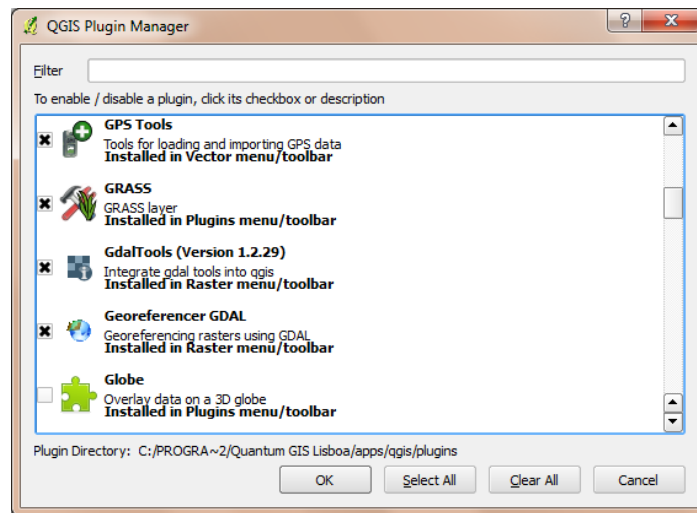 QGIS Plugin Manager
Filter
To enable / disable a plugin, click its checkbox or description
GPS Tools
Tools for loading and importing GPS data
Installed in Vector menu/toolbar
GRASS
GRASS layer
Installed in Plugins menu/toolbar
GdalTools (Version 1.2.29)
Integrate gdal tools into qgis
Installed in Raster menu/toolbar
Georeferencer GDAL
Georeferencing rasters using GDAL
Installed in Raster menu/toolbar
Globe
Overlay data on a 3D globe
Installed in Plugins menu/toolbar
Plugin Directory: C:/PROGRA~2/Quantum GIS Lisboa/apps/qgis/plugins
OK Select All Clear All Cancel